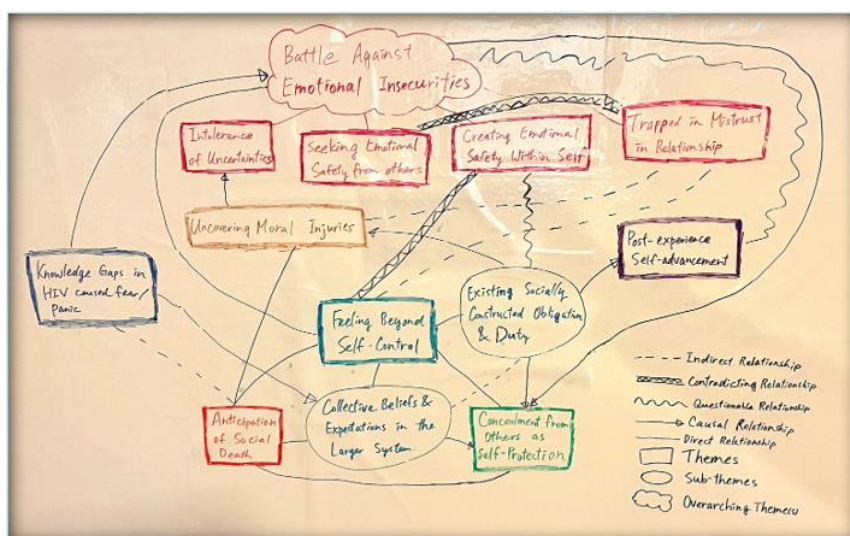 Battle Against
Emotional Insecurities
Intolerance
of Uncertainties
Seeking Emotional
Safety from others
Creating Emotional
Safety Within Self
Trapped in Mistrust
in Relationship
Uncovering Moral Injuries
Knowledge Gaps in
HIV caused fear/
Panic
Post-experience
Self-advancement
Feeling Beyond
Self-Control
Existing Socially
Constructed Obligation
& Duty
Anticipation
of Social
Death
Collective Beliefs &
Expectations in the
Larger System
Concealment from
Others as
Self-Protection
Indirect Relationship
Contradicting Relationship
Questionable Relationship
Causal Relationship
Direct Relationship
Themes
Sub-themes
Overarching Themes